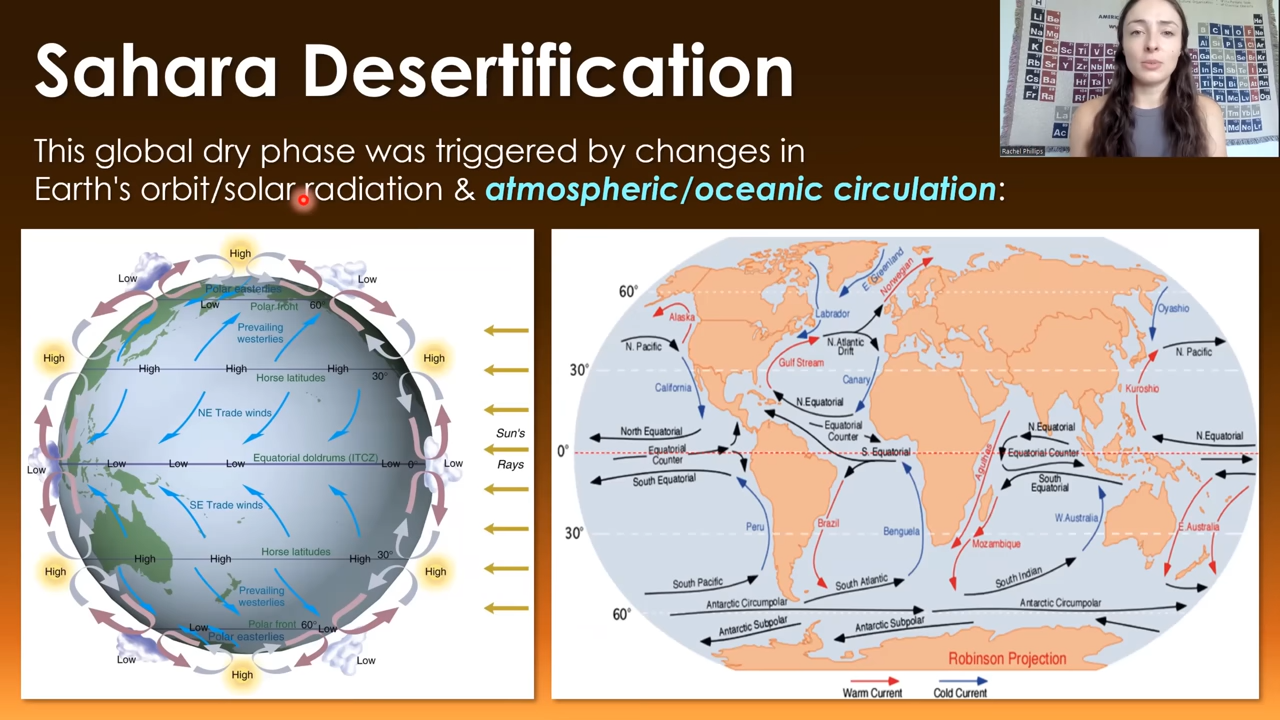 Sahara Desertification
This global dry phase was triggered by changes in
Earth's orbit/solar radiation & atmospheric/oceanic circulation:
Rachel Phillips
High
Low
Low
Polar easterlies
Low
Polar front
60°
Prevailing
westerlies
High
High
High
High
High
Horse latitudes
30°
NE Trade winds
Sun's
Rays
Equatorial doldrums (ITCZ)
Low
Low
Low
Low
Low
0°
Low
SE Trade winds
Horse latitudes
High
High
High
30°
High
High
Prevailing
westerlies
Low
Polar front
60°
Low
Polar easterlies
Low
Low
High
60°
30°
0°
30°
60°
Alaska
N. Pacific
California
North Equatorial
Equatorial
Counter
South Equatorial
Labrador
E. Greenland
Norwegian
N. Atlantic
Drift
Gulf Stream
Canary
N. Equatorial
Equatorial
Counter
S. Equatorial
Peru
Brazil
Benguela
South Pacific
South Atlantic
Antarctic Circumpolar
Antarctic Subpolar
Antarctic Subpolar
Agulhas
Mozambique
South Indian
Antarctic Circumpolar
N. Equatorial
Equatorial Counter
South
Equatorial
W. Australia
E. Australia
Oyashio
N. Pacific
Kuroshio
N. Equatorial
Robinson Projection
Warm Current
Cold Current